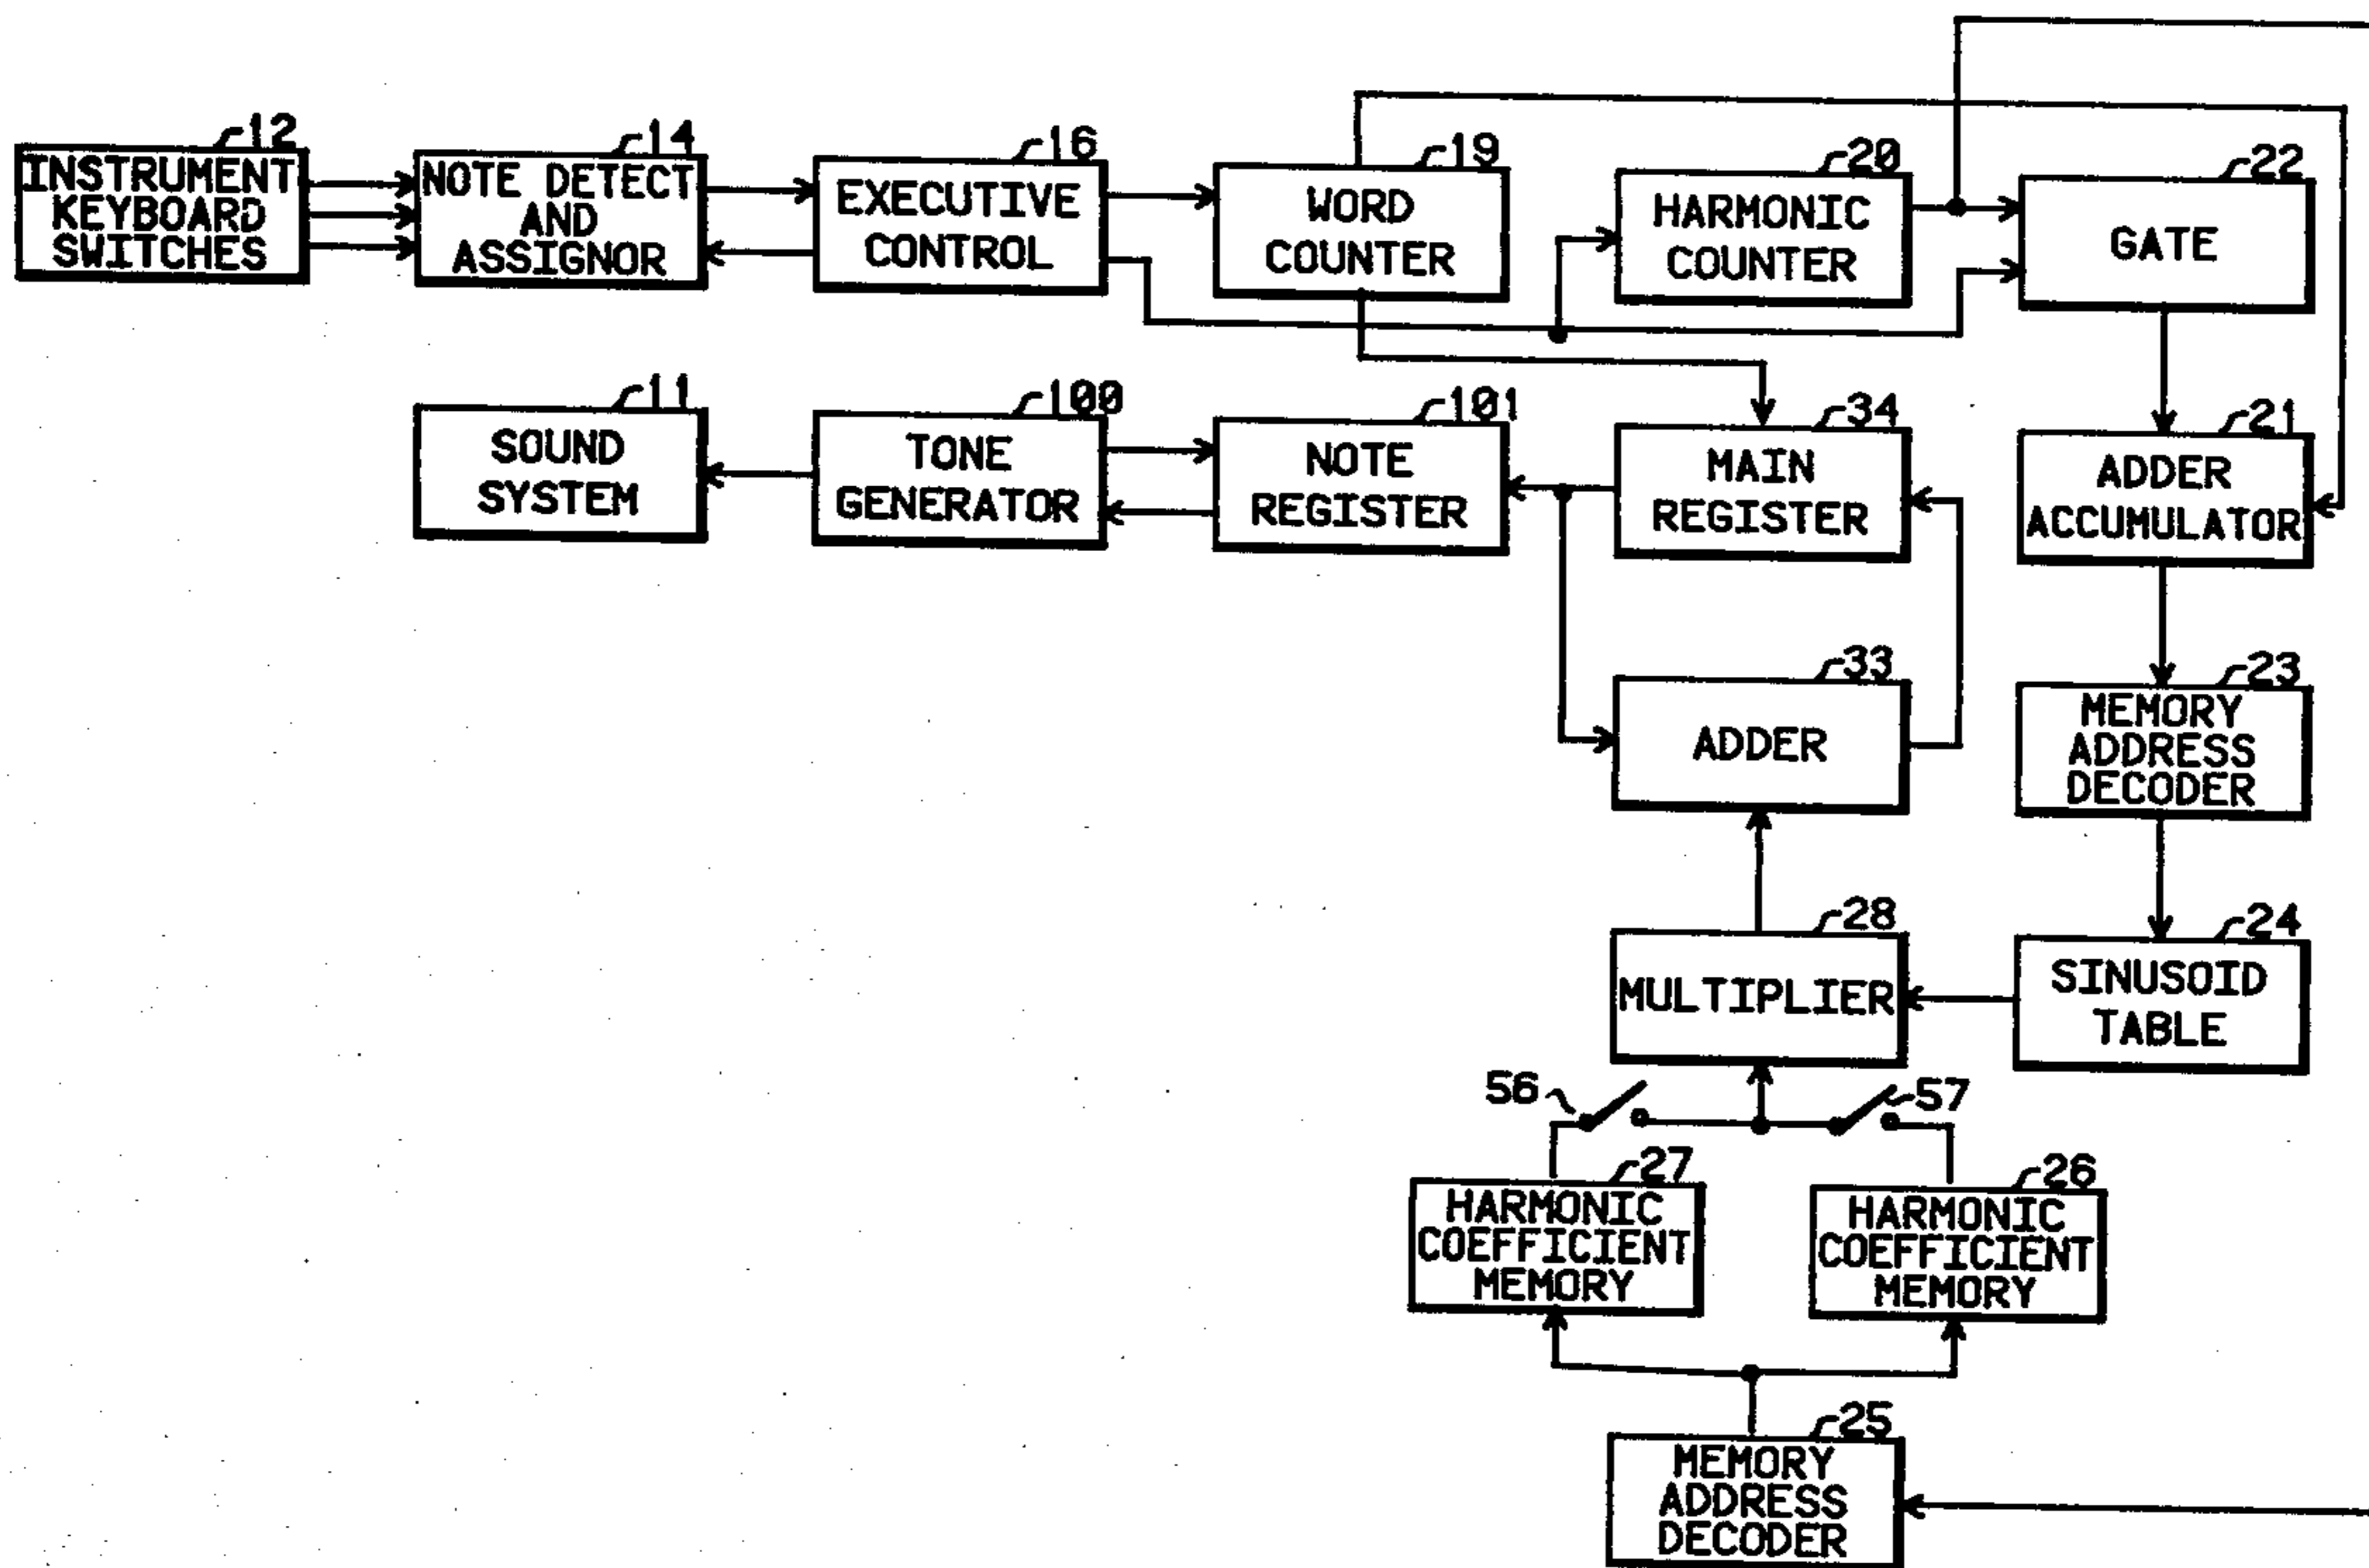 12
INSTRUMENT
KEYBOARD
SWITCHES
14
NOTE DETECT
AND
ASSIGNOR
16
EXECUTIVE
CONTROL
19
WORD
COUNTER
20
HARMONIC
COUNTER
22
GATE
11
SOUND
SYSTEM
100
TONE
GENERATOR
101
NOTE
REGISTER
34
MAIN
REGISTER
21
ADDER
ACCUMULATOR
33
ADDER
23
MEMORY
ADDRESS
DECODER
28
MULTIPLIER
24
SINUSOID
TABLE
56
57
27
HARMONIC
COEFFICIENT
MEMORY
26
HARMONIC
COEFFICIENT
MEMORY
25
MEMORY
ADDRESS
DECODER